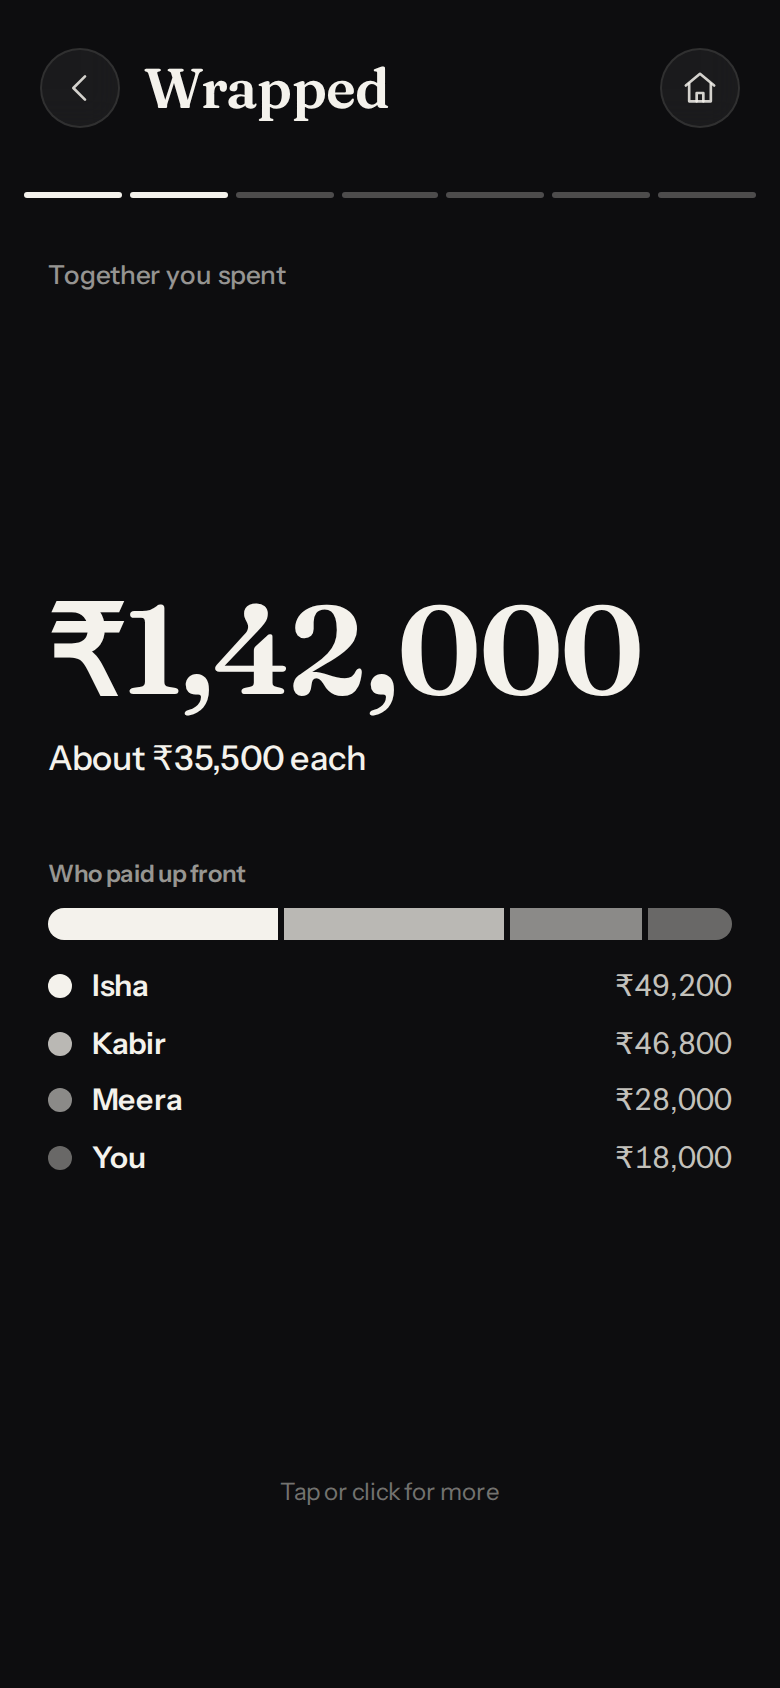 Wrapped
Together you spent
₹1,42,000
About ₹35,500 each
Who paid up front
Isha ₹49,200
Kabir ₹46,800
Meera ₹28,000
You ₹18,000
Tap or click for more